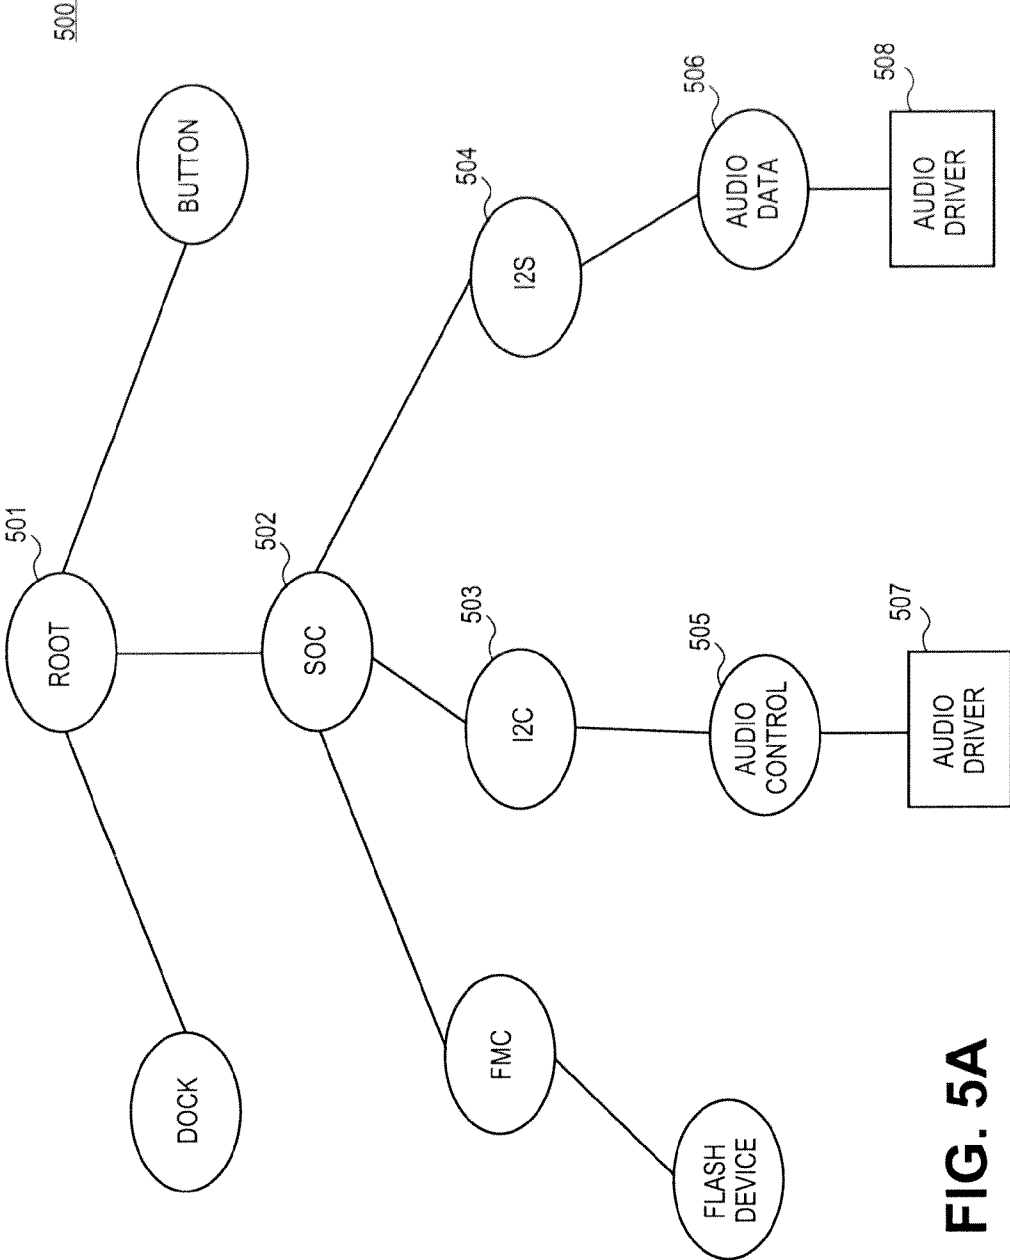 500
501
ROOT
DOCK
BUTTON
502
SOC
FMC
503
I2C
504
I2S
FLASH
DEVICE
505
AUDIO
CONTROL
506
AUDIO
DATA
507
AUDIO
DRIVER
508
AUDIO
DRIVER
FIG. 5A